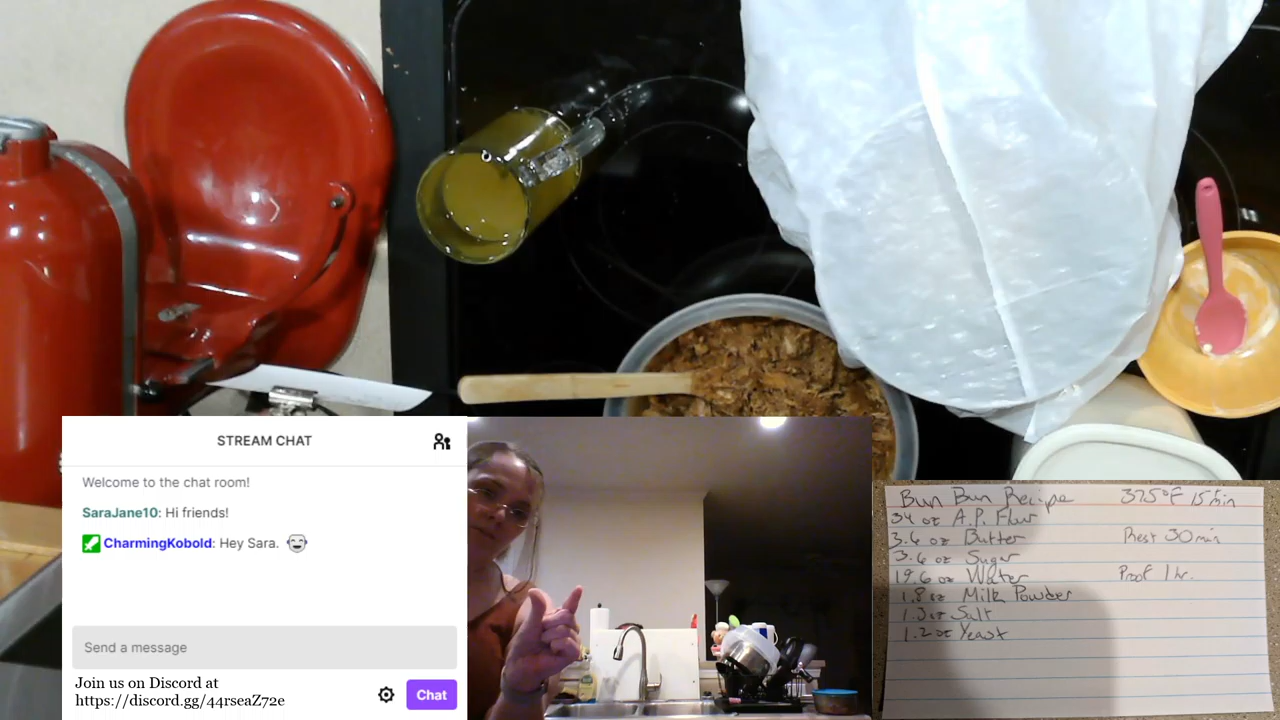 STREAM CHAT
Welcome to the chat room!
SaraJane10: Hi friends!
CharmingKobold: Hey Sara.
Send a message
Join us on Discord at
https://discord.gg/44rseaZ72e
Chat
Bun Bun Recipe 375°F 15 min
34 oz A.P. Flour
3.6 oz Butter Rest 30 min
3.6 oz Sugar
19.6 oz Water Proof 1 hr.
1.8 oz Milk Powder
1.3 oz Salt
1.2 oz Yeast